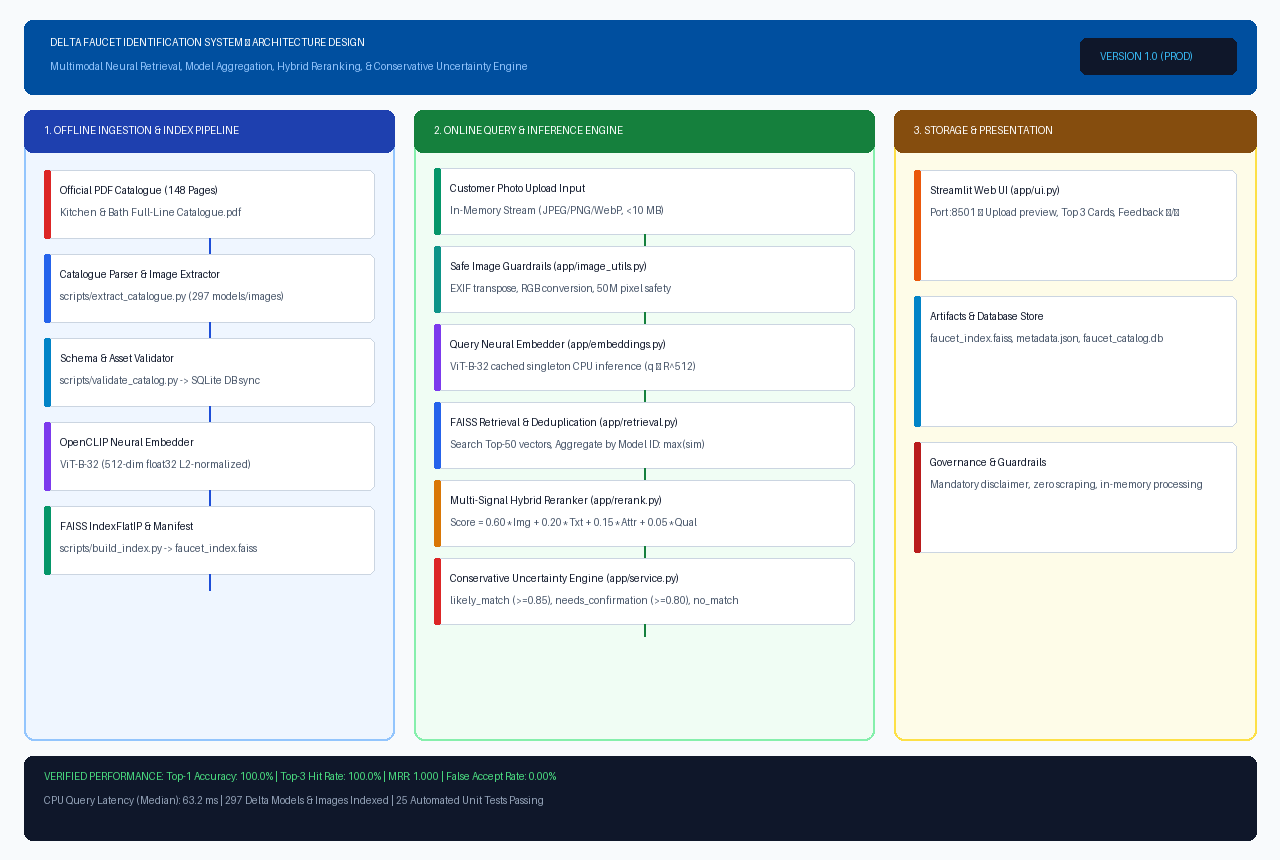 DELTA FAUCET IDENTIFICATION SYSTEM □ ARCHITECTURE DESIGN
Multimodal Neural Retrieval, Model Aggregation, Hybrid Reranking, & Conservative Uncertainty Engine
VERSION 1.0 (PROD)
1. OFFLINE INGESTION & INDEX PIPELINE
Official PDF Catalogue (148 Pages)
Kitchen & Bath Full-Line Catalogue.pdf
Catalogue Parser & Image Extractor
scripts/extract_catalogue.py (297 models/images)
Schema & Asset Validator
scripts/validate_catalog.py -> SQLite DB sync
OpenCLIP Neural Embedder
ViT-B-32 (512-dim float32 L2-normalized)
FAISS IndexFlatIP & Manifest
scripts/build_index.py -> faucet_index.faiss
2. ONLINE QUERY & INFERENCE ENGINE
Customer Photo Upload Input
In-Memory Stream (JPEG/PNG/WebP, <10 MB)
Safe Image Guardrails (app/image_utils.py)
EXIF transpose, RGB conversion, 50M pixel safety
Query Neural Embedder (app/embeddings.py)
ViT-B-32 cached singleton CPU inference (q □ R^512)
FAISS Retrieval & Deduplication (app/retrieval.py)
Search Top-50 vectors, Aggregate by Model ID: max(sim)
Multi-Signal Hybrid Reranker (app/rerank.py)
Score = 0.60*Img + 0.20*Txt + 0.15*Attr + 0.05*Qual
Conservative Uncertainty Engine (app/service.py)
likely_match (>=0.85), needs_confirmation (>=0.80), no_match
3. STORAGE & PRESENTATION
Streamlit Web UI (app/ui.py)
Port:8501 □ Upload preview, Top 3 Cards, Feedback □/□
Artifacts & Database Store
faucet_index.faiss, metadata.json, faucet_catalog.db
Governance & Guardrails
Mandatory disclaimer, zero scraping, in-memory processing
VERIFIED PERFORMANCE: Top-1 Accuracy: 100.0% | Top-3 Hit Rate: 100.0% | MRR: 1.000 | False Accept Rate: 0.00%
CPU Query Latency (Median): 63.2 ms | 297 Delta Models & Images Indexed | 25 Automated Unit Tests Passing